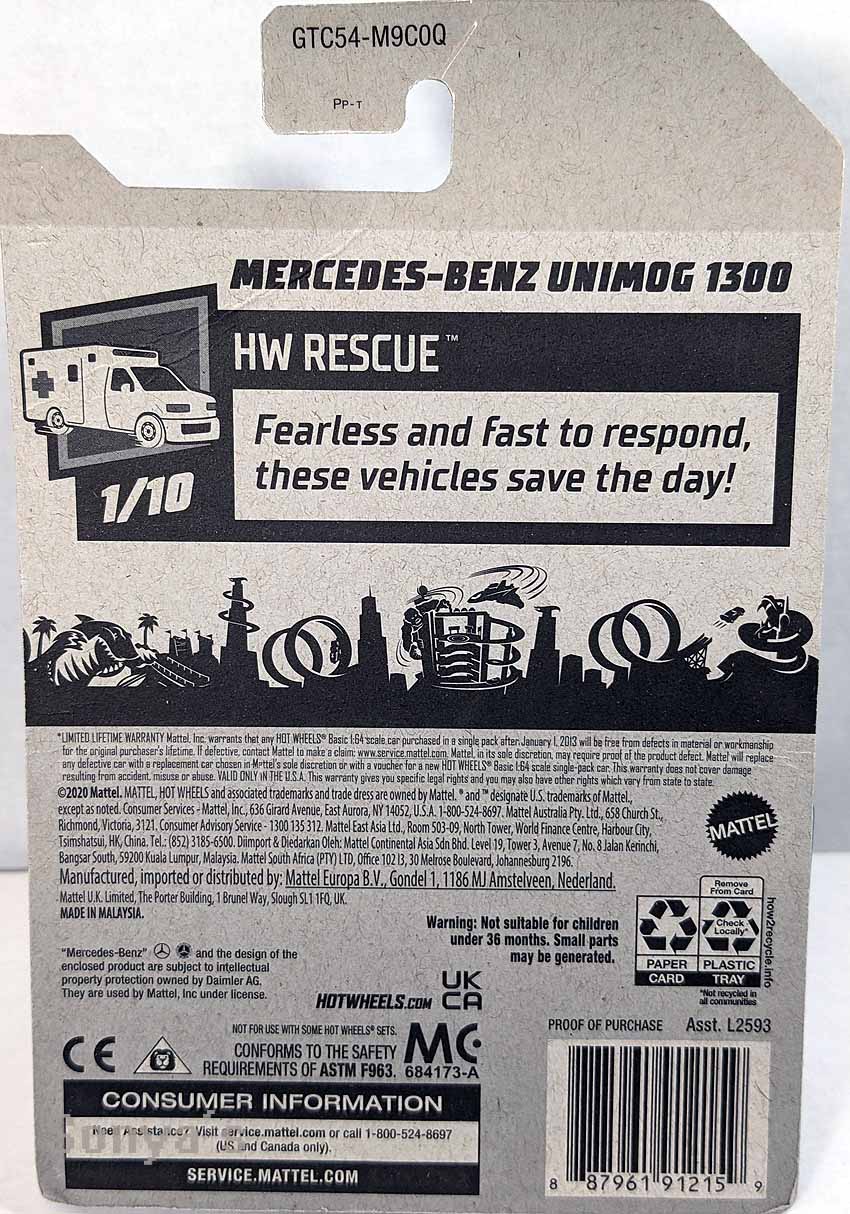 GTC54-M9C0Q
PP-T
MERCEDES-BENZ UNIMOG 1300
HW RESCUE™
Fearless and fast to respond,
these vehicles save the day!
1/10
*LIMITED LIFETIME WARRANTY Mattel, Inc. warrants that any HOT WHEELS® Basic 1:64 scale car purchased in a single pack after January 1, 2013 will be free from defects in material or workmanship
for the original purchaser's lifetime. If defective, contact Mattel to make a claim: www.service.mattel.com. Mattel, in its sole discretion, may require proof of the product defect. Mattel will replace
any defective car with a replacement car chosen in Mattel's sole discretion or with a voucher for a new HOT WHEELS® Basic 1:64 scale single-pack car. This warranty does not cover damage
resulting from accident, misuse or abuse. VALID ONLY IN THE U.S.A. This warranty gives you specific legal rights and you may also have other rights which vary from state to state.
©2020 Mattel. MATTEL, HOT WHEELS and associated trademarks and trade dress are owned by Mattel. ® and ™ designate U.S. trademarks of Mattel.,
except as noted. Consumer Services - Mattel, Inc., 636 Girard Avenue, East Aurora, NY 14052, U.S.A. 1-800-524-8697. Mattel Australia Pty. Ltd., 658 Church St.,
Richmond, Victoria, 3121. Consumer Advisory Service - 1300 135 312. Mattel East Asia Ltd., Room 503-09, North Tower, World Finance Centre, Harbour City,
Tsimshatsui, HK, China. Tel.: (852) 3185-6500. Diimport & Diedarkan Oleh: Mattel Continental Asia Sdn Bhd. Level 19, Tower 3, Avenue 7, No. 8 Jalan Kerinchi,
Bangsar South, 59200 Kuala Lumpur, Malaysia. Mattel South Africa (PTY) LTD, Office 102 I3, 30 Melrose Boulevard, Johannesburg 2196.
Manufactured, imported or distributed by: Mattel Europa B.V., Gondel 1, 1186 MJ Amstelveen, Nederland.
Mattel U.K. Limited, The Porter Building, 1 Brunel Way, Slough SL1 1FQ, UK.
MADE IN MALAYSIA.
MATTEL
Warning: Not suitable for children
under 36 months. Small parts
may be generated.
Remove
From Card
Check
Locally*
PAPER
PLASTIC
CARD
TRAY
*Not recycled in
all communities
how2recycle.info
"Mercedes-Benz" and the design of the
enclosed product are subject to intellectual
property protection owned by Daimler AG.
They are used by Mattel, Inc under license.
HOTWHEELS.COM
UK
CA
NOT FOR USE WITH SOME HOT WHEELS® SETS.
CE
CONFORMS TO THE SAFETY
REQUIREMENTS OF ASTM F963.
MC
684173-A
PROOF OF PURCHASE Asst. L2593
CONSUMER INFORMATION
Need Assistance? Visit service.mattel.com or call 1-800-524-8697
(US and Canada only).
SERVICE.MATTEL.COM
8 87961 91215 9